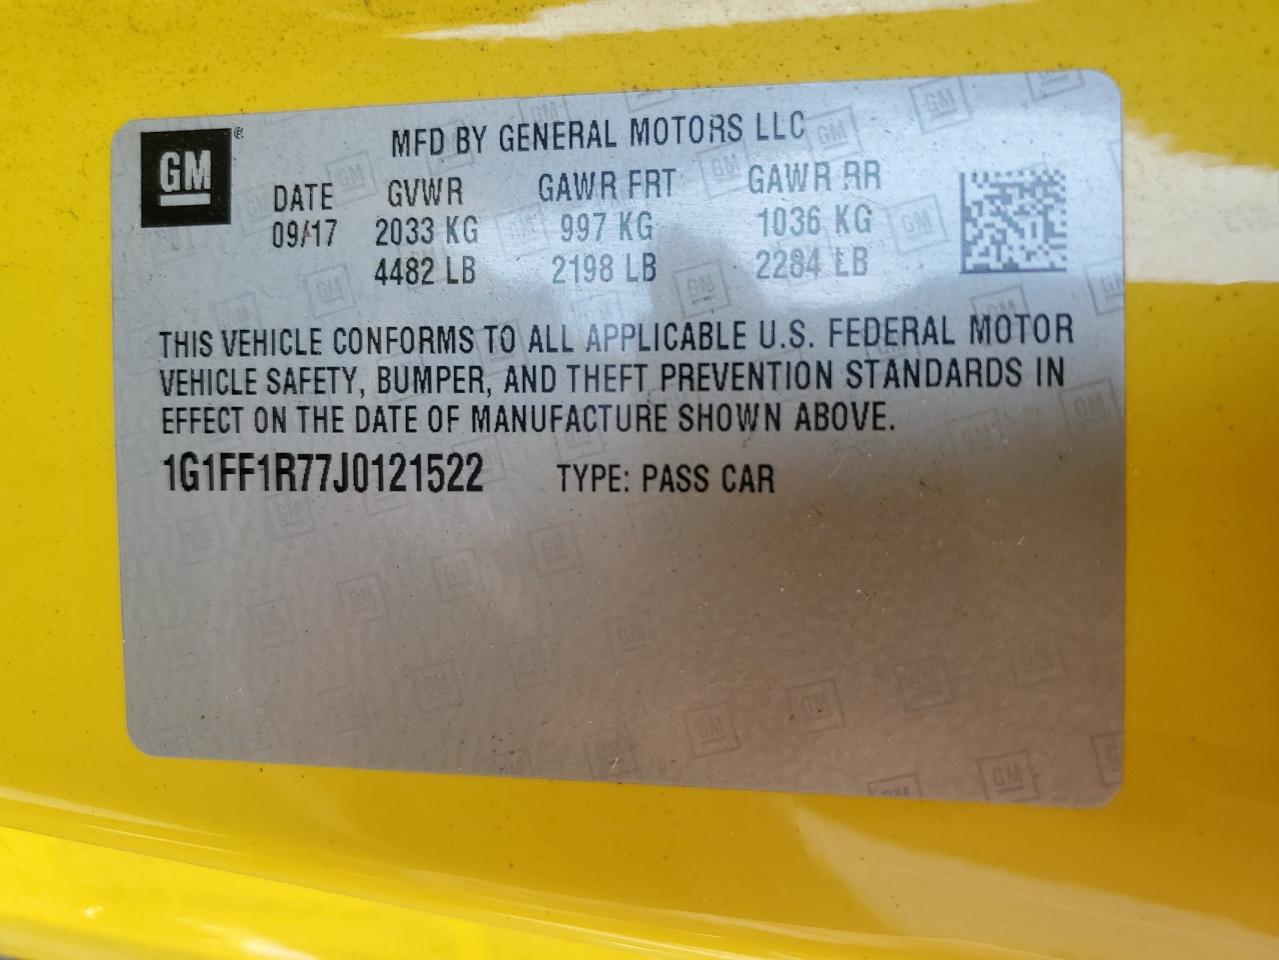 GM®
MFD BY GENERAL MOTORS LLC
DATE GVWR GAWR FRT GAWR RR
09/17 2033 KG 997 KG 1036 KG
4482 LB 2198 LB 2284 LB
THIS VEHICLE CONFORMS TO ALL APPLICABLE U.S. FEDERAL MOTOR
VEHICLE SAFETY, BUMPER, AND THEFT PREVENTION STANDARDS IN
EFFECT ON THE DATE OF MANUFACTURE SHOWN ABOVE.
1G1FF1R77J0121522 TYPE: PASS CAR